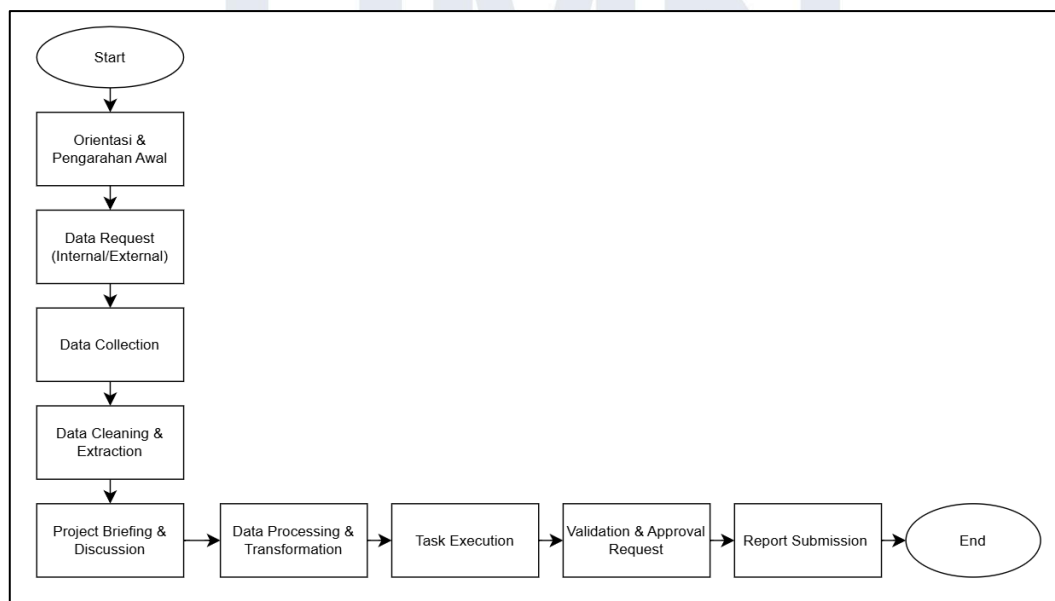 Start
Orientasi &
Pengarahan Awal
Data Request
(Internal/External)
Data Collection
Data Cleaning &
Extraction
Project Briefing &
Discussion
Data Processing &
Transformation
Task Execution
Validation & Approval
Request
Report Submission
End